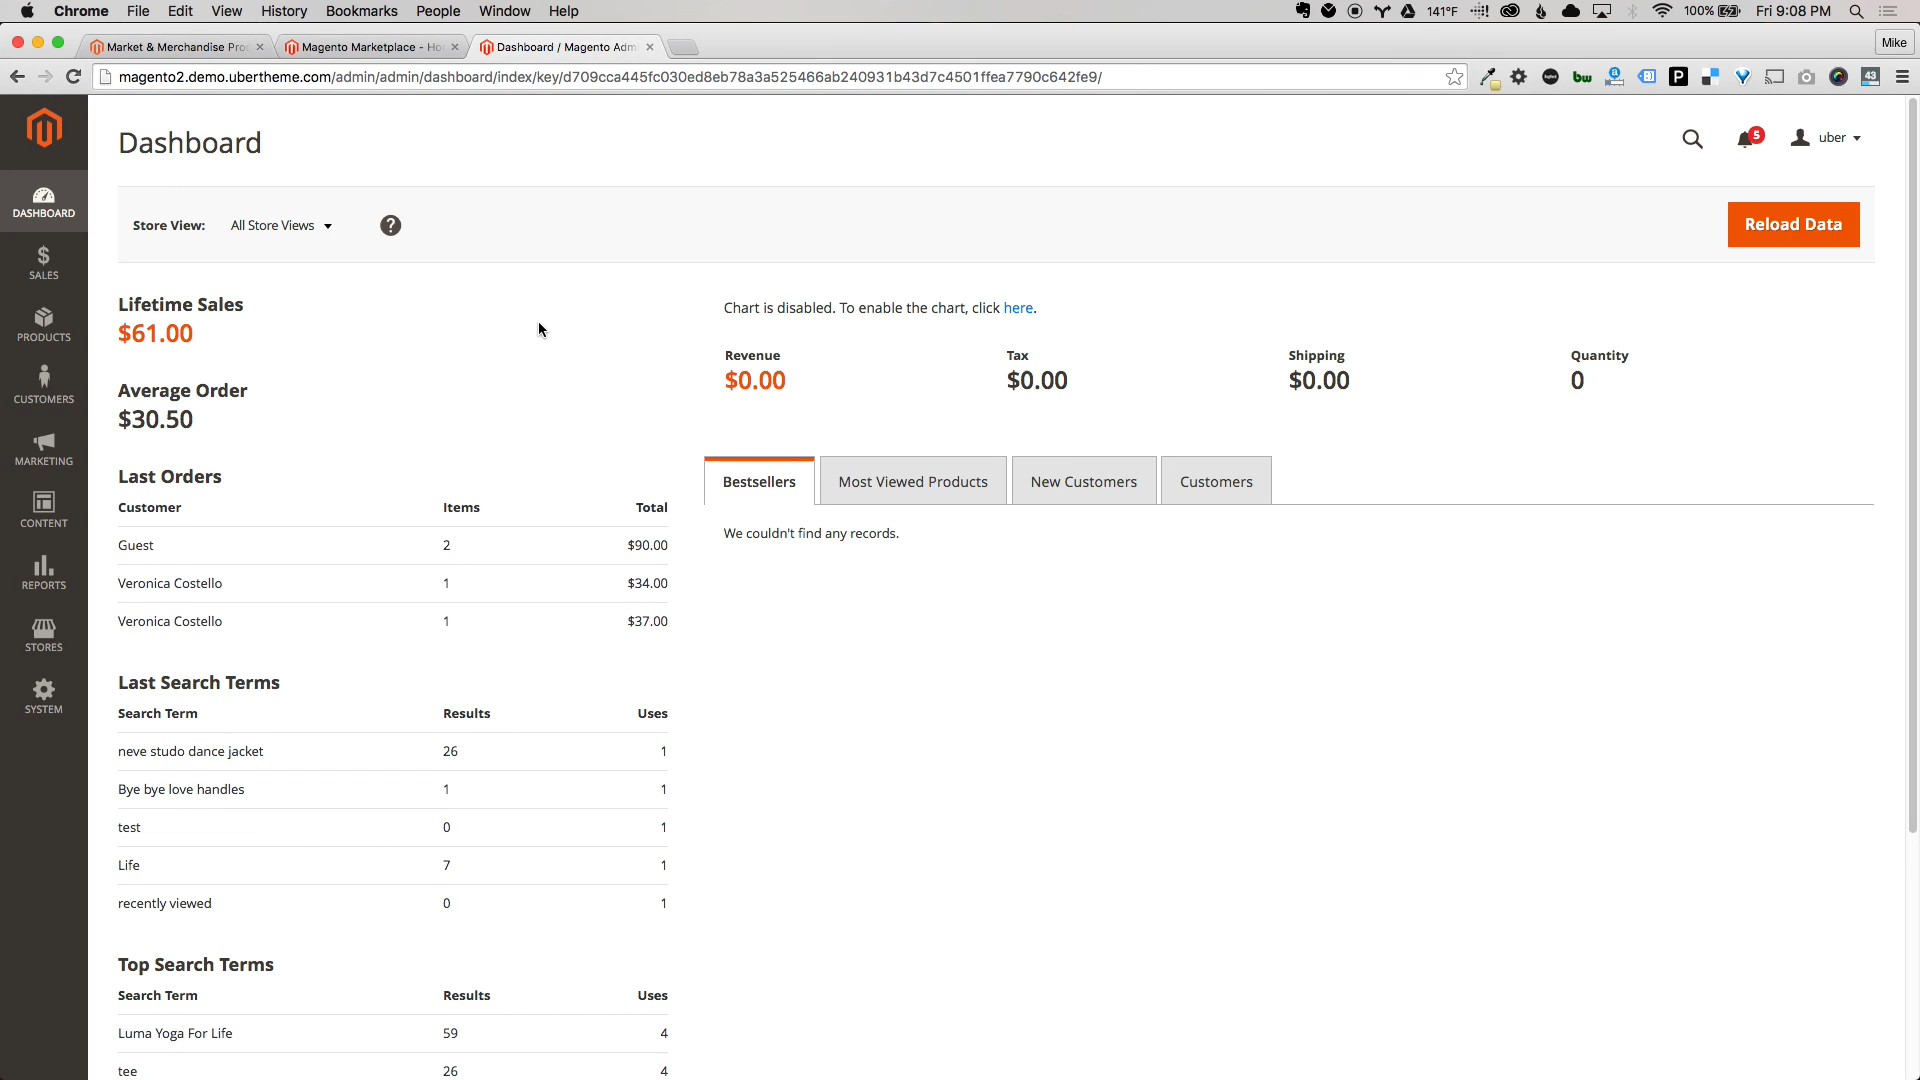 Chrome File Edit View History Bookmarks People Window Help 141°F 100% Fri 9:08 PM
Market & Merchandise Pro Magento Marketplace - Ho Dashboard / Magento Adm Mike
magento2.demo.ubertheme.com/admin/admin/dashboard/index/key/d709cca445fc030ed8eb78a3a525466ab240931b43d7c4501ffea7790c642fe9/ bw P 43
Dashboard
5
uber
DASHBOARD
SALES
PRODUCTS
CUSTOMERS
MARKETING
CONTENT
REPORTS
STORES
SYSTEM
Store View: All Store Views ? Reload Data
Lifetime Sales
$61.00
Average Order
$30.50
Last Orders
Customer Items Total
Guest 2 $90.00
Veronica Costello 1 $34.00
Veronica Costello 1 $37.00
Last Search Terms
Search Term Results Uses
neve studo dance jacket 26 1
Bye bye love handles 1 1
test 0 1
Life 7 1
recently viewed 0 1
Top Search Terms
Search Term Results Uses
Luma Yoga For Life 59 4
tee 26 4
Chart is disabled. To enable the chart, click here.
Revenue Tax Shipping Quantity
$0.00 $0.00 $0.00 0
Bestsellers Most Viewed Products New Customers Customers
We couldn't find any records.